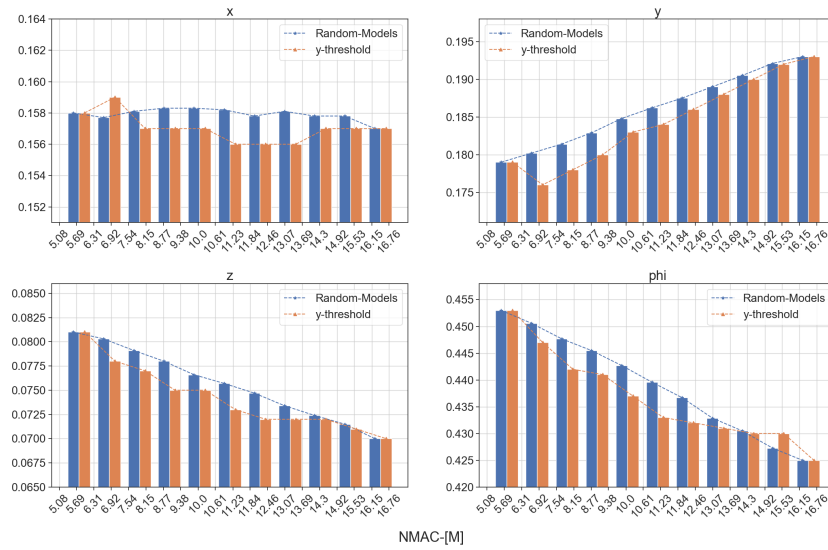 x
0.164
0.162
0.160
0.158
0.156
0.154
0.152
Random-Models
y-threshold
5.08 5.69 6.31 6.92 7.54 8.15 8.77 9.38 10.0 10.61 11.23 11.84 12.46 13.07 13.69 14.3 14.92 15.53 16.15 16.76
y
0.195
0.190
0.185
0.180
0.175
Random-Models
y-threshold
5.08 5.69 6.31 6.92 7.54 8.15 8.77 9.38 10.0 10.61 11.23 11.84 12.46 13.07 13.69 14.3 14.92 15.53 16.15 16.76
z
0.0850
0.0825
0.0800
0.0775
0.0750
0.0725
0.0700
0.0675
0.0650
Random-Models
y-threshold
5.08 5.69 6.31 6.92 7.54 8.15 8.77 9.38 10.0 10.61 11.23 11.84 12.46 13.07 13.69 14.3 14.92 15.53 16.15 16.76
phi
0.455
0.450
0.445
0.440
0.435
0.430
0.425
0.420
Random-Models
y-threshold
5.08 5.69 6.31 6.92 7.54 8.15 8.77 9.38 10.0 10.61 11.23 11.84 12.46 13.07 13.69 14.3 14.92 15.53 16.15 16.76
NMAC-[M]